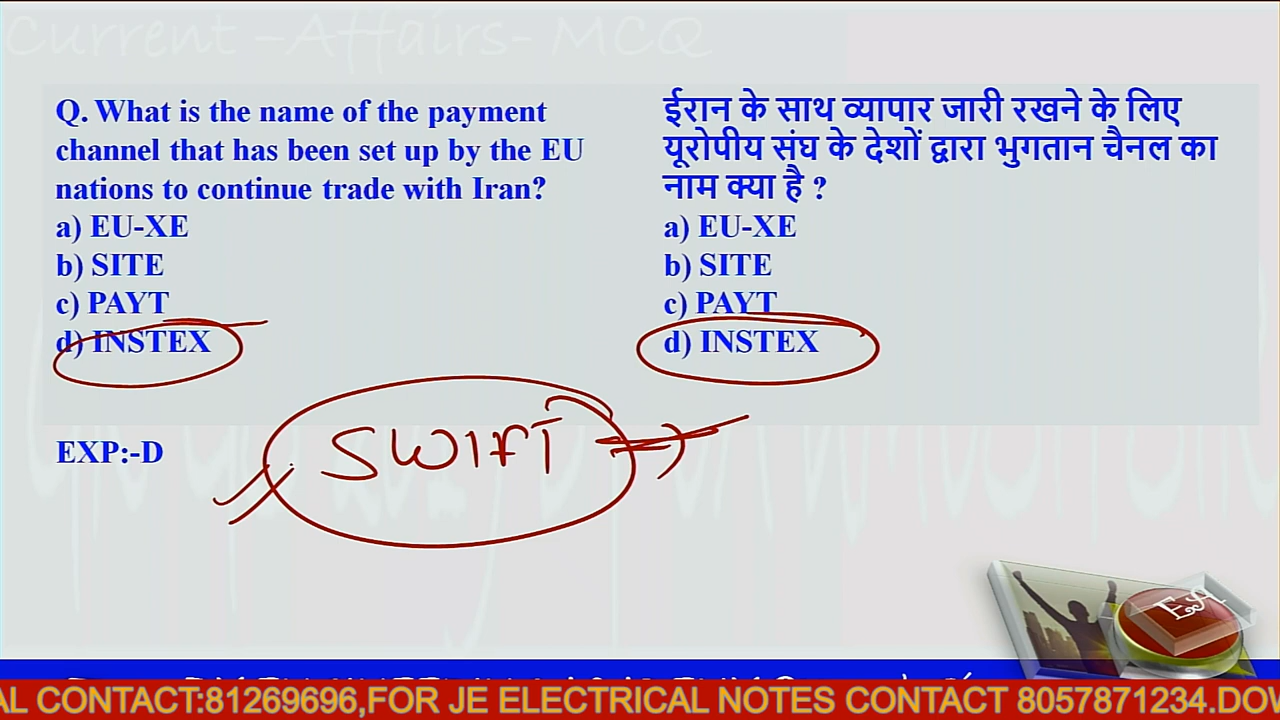 Current -Affairs- MCQ
Q. What is the name of the payment
channel that has been set up by the EU
nations to continue trade with Iran?
a) EU-XE
b) SITE
c) PAYT
d) INSTEX
EXP:-D
ईरान के साथ व्यापार जारी रखने के लिए
यूरोपीय संघ के देशों द्वारा भुगतान चैनल का
नाम क्या है ?
a) EU-XE
b) SITE
c) PAYT
d) INSTEX
SWIFT
EA
AL CONTACT:81269696,FOR JE ELECTRICAL NOTES CONTACT 8057871234.DOW